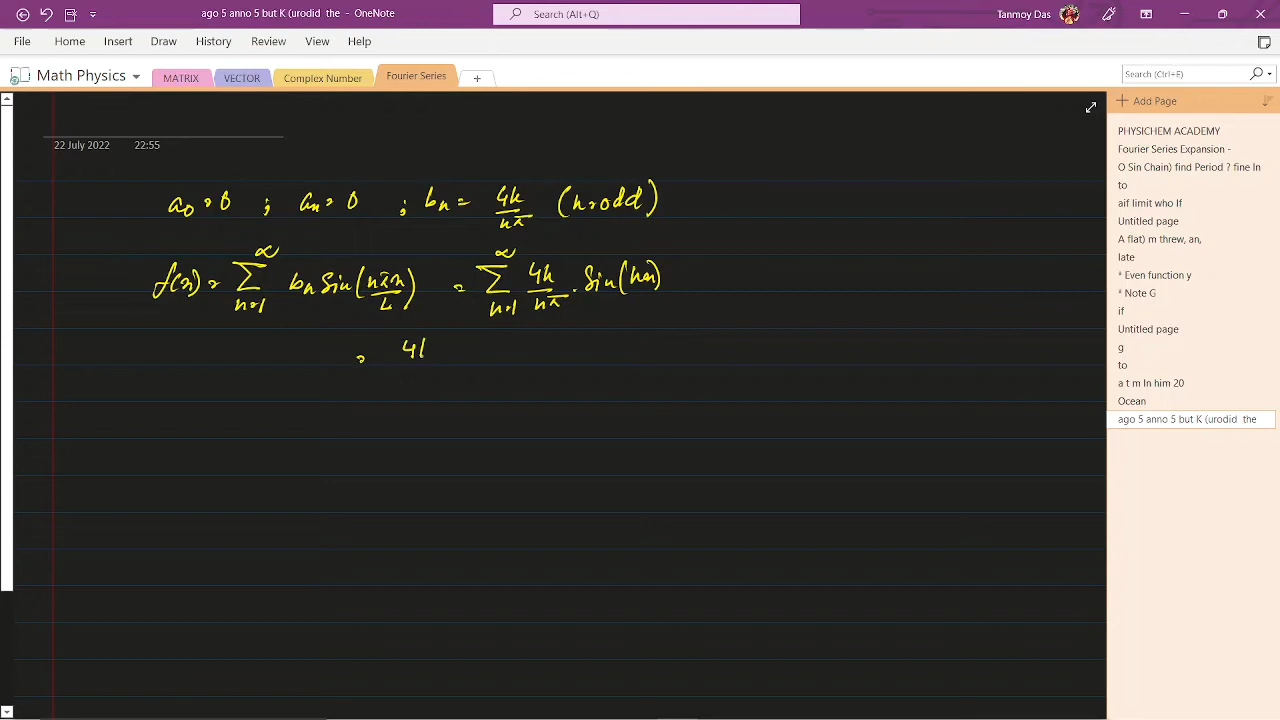 ago 5 anno 5 but K (urodid the - OneNote
Search (Alt+Q)
Tanmoy Das
File Home Insert Draw History Review View Help
Math Physics
MATRIX VECTOR Complex Number Fourier Series +
Search (Ctrl+E)
Add Page
22 July 2022 22:55
a₀ = 0 ; aₙ = 0 ; bₙ = 4k/nπ (n = odd)
f(x) = ∑ₙ₌₁^∞ bₙ Sin(nπx/L) = ∑ₙ₌₁^∞ 4k/nπ . Sin(nx)
= 4
PHYSICHEM ACADEMY
Fourier Series Expansion -
O Sin Chain) find Period ? fine In
to
aif limit who If
Untitled page
A flat) m threw, an,
late
* Even function y
* Note G
if
Untitled page
g
to
a t m In him 20
Ocean
ago 5 anno 5 but K (urodid the